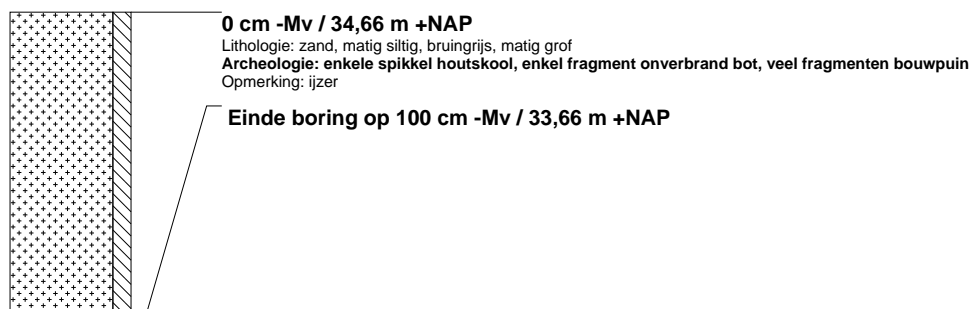 0 cm -Mv / 34,66 m +NAP
Lithologie: zand, matig siltig, bruingrijs, matig grof
Archeologie: enkele spikkel houtskool, enkel fragment onverbrand bot, veel fragmenten bouwpuin
Opmerking: ijzer
Einde boring op 100 cm -Mv / 33,66 m +NAP